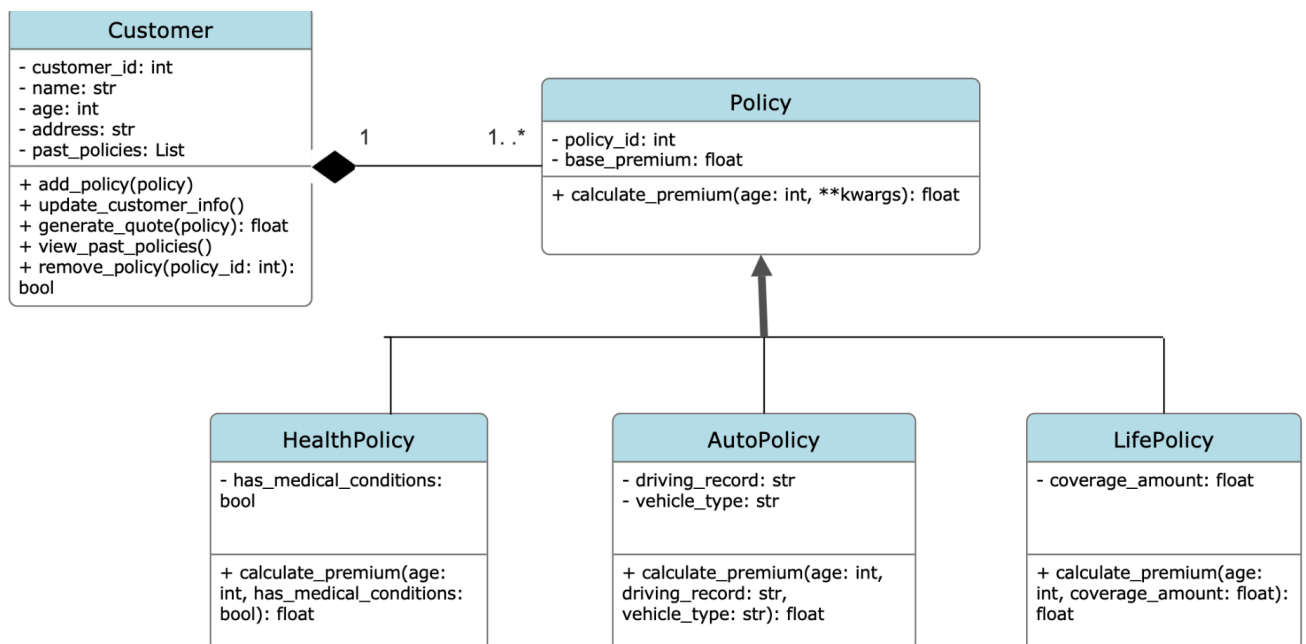 Customer
- customer_id: int
- name: str
- age: int
- address: str
- past_policies: List
+ add_policy(policy)
+ update_customer_info()
+ generate_quote(policy): float
+ view_past_policies()
+ remove_policy(policy_id: int):
bool
1
1. .*
Policy
- policy_id: int
- base_premium: float
+ calculate_premium(age: int, **kwargs): float
HealthPolicy
- has_medical_conditions:
bool
+ calculate_premium(age:
int, has_medical_conditions:
bool): float
AutoPolicy
- driving_record: str
- vehicle_type: str
+ calculate_premium(age: int,
driving_record: str,
vehicle_type: str): float
LifePolicy
- coverage_amount: float
+ calculate_premium(age:
int, coverage_amount: float):
float